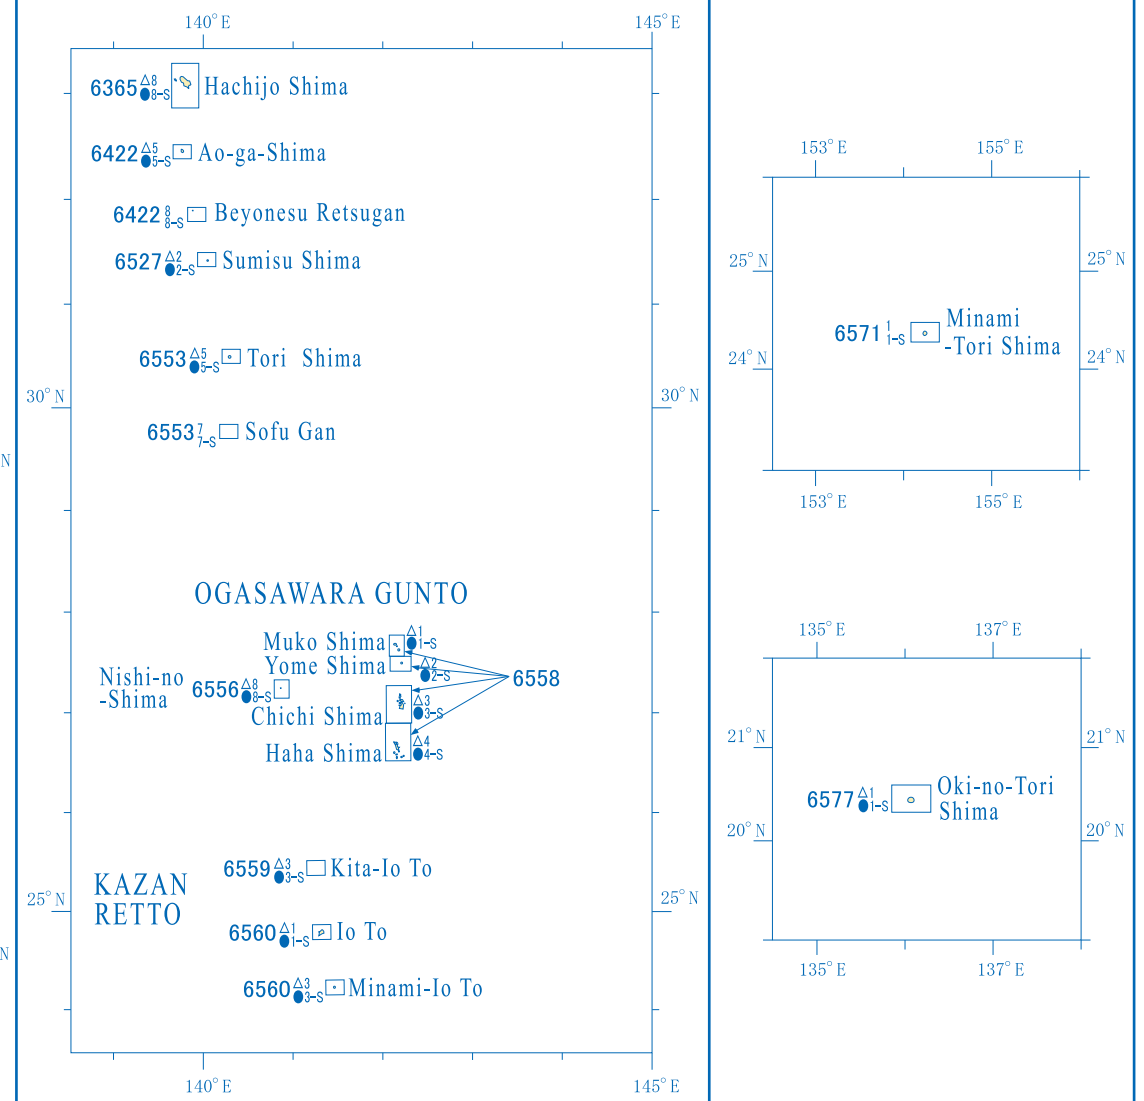 140°E
145°E
6365 △8 Hachijo Shima
●8-S
6422 △5 Ao-ga-Shima
●5-S
6422 8 Beyonesu Retsugan
8-S
6527 △2 Sumisu Shima
●2-S
6553 △5 Tori Shima
●5-S
30°N
30°N
6553 7 Sofu Gan
7-S
N
OGASAWARA GUNTO
Muko Shima △1
●1-S
Yome Shima △2
●2-S
6558
Nishi-no
-Shima
6556 △8
●8-S
Chichi Shima △3
●3-S
Haha Shima △4
●4-S
6559 △3 Kita-Io To
●3-S
KAZAN
RETTO
25°N
25°N
6560 △1 Io To
●1-S
N
6560 △3 Minami-Io To
●3-S
140°E
145°E
153°E
155°E
25°N
25°N
6571 1 Minami
1-S -Tori Shima
24°N
24°N
153°E
155°E
135°E
137°E
21°N
21°N
6577 △1 Oki-no-Tori
●1-S Shima
20°N
20°N
135°E
137°E